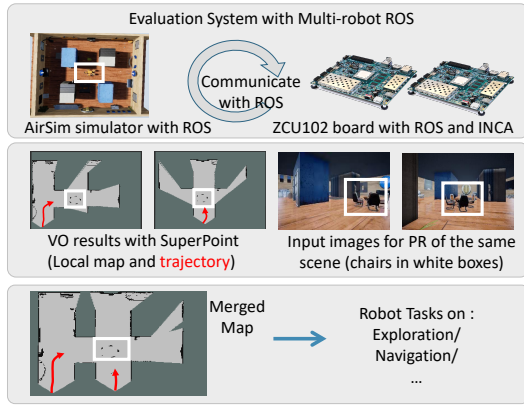 Evaluation System with Multi-robot ROS
Communicate
with ROS
AirSim simulator with ROS
ZCU102 board with ROS and INCA
VO results with SuperPoint
(Local map and trajectory)
Input images for PR of the same
scene (chairs in white boxes)
Merged
Map
Robot Tasks on :
Exploration/
Navigation/
...